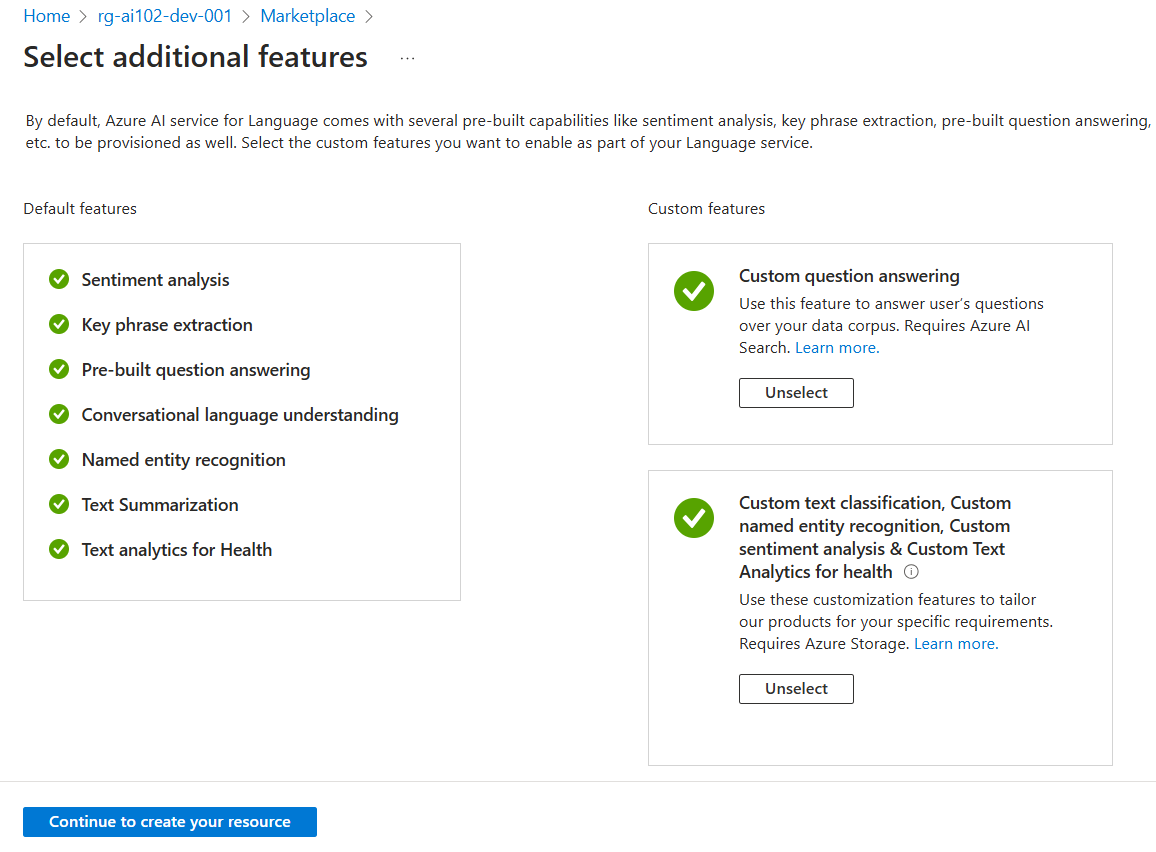 Home > rg-ai102-dev-001 > Marketplace >
Select additional features ...
By default, Azure AI service for Language comes with several pre-built capabilities like sentiment analysis, key phrase extraction, pre-built question answering,
etc. to be provisioned as well. Select the custom features you want to enable as part of your Language service.
Default features
Sentiment analysis
Key phrase extraction
Pre-built question answering
Conversational language understanding
Named entity recognition
Text Summarization
Text analytics for Health
Custom features
Custom question answering
Use this feature to answer user’s questions
over your data corpus. Requires Azure AI
Search. Learn more.
Unselect
Custom text classification, Custom
named entity recognition, Custom
sentiment analysis & Custom Text
Analytics for health
Use these customization features to tailor
our products for your specific requirements.
Requires Azure Storage. Learn more.
Unselect
Continue to create your resource